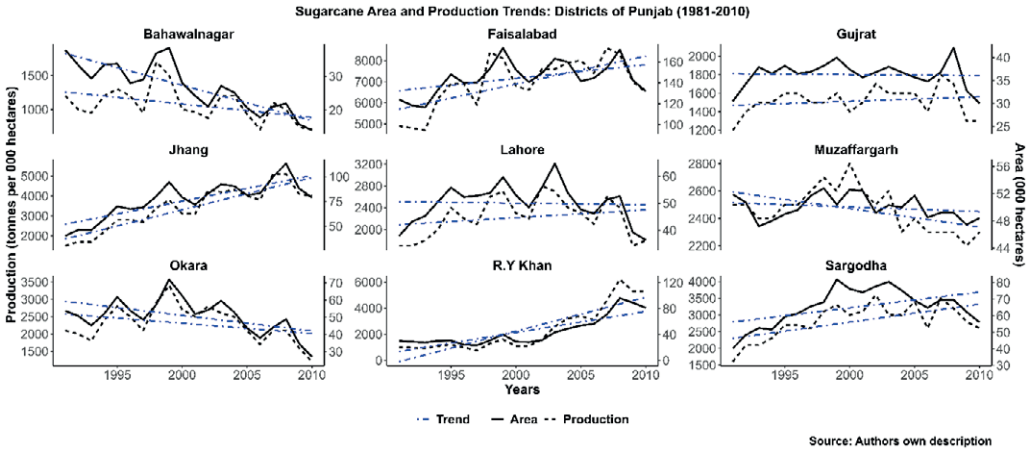 Sugarcane Area and Production Trends: Districts of Punjab (1981-2010)
Bahawalnagar Faisalabad Gujrat
1500 1000 30 20 8000 7000 6000 5000 160 140 120 100 2000 1800 1600 1400 1200 40 35 30 25
Jhang Lahore Muzaffargarh
5000 4000 3000 2000 100 75 50 3200 2800 2400 2000 60 50 40 2800 2600 2400 2200 56 52 48 44
Okara R.Y Khan Sargodha
3500 3000 2500 2000 1500 70 60 50 40 30 6000 4000 2000 0 120 80 40 0 4000 3500 3000 2500 2000 1500 80 70 60 50 40 30
1995 2000 2005 2010 1995 2000 2005 2010 1995 2000 2005 2010
Production (tonnes per 000 hectares)
Area (000 hectares)
Years
Trend Area Production
Source: Authors own description